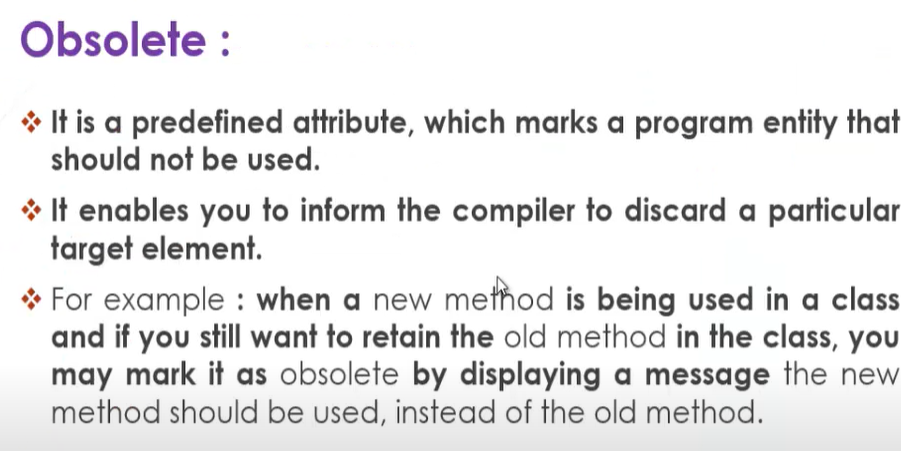 Obsolete :
It is a predefined attribute, which marks a program entity that
should not be used.
It enables you to inform the compiler to discard a particular
target element.
For example : when a new method is being used in a class
and if you still want to retain the old method in the class, you
may mark it as obsolete by displaying a message the new
method should be used, instead of the old method.